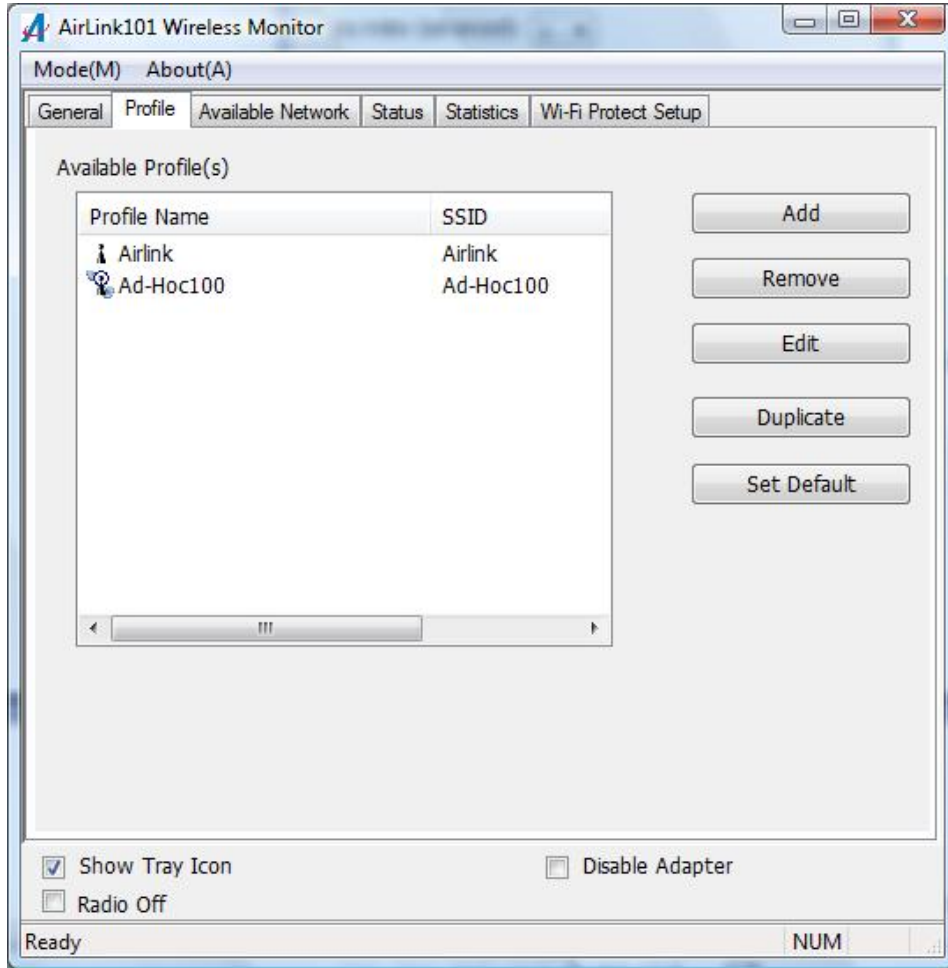 AirLink101 Wireless Monitor
Mode(M) About(A)
General Profile Available Network Status Statistics Wi-Fi Protect Setup
Available Profile(s)
Profile Name SSID
Airlink Airlink
Ad-Hoc100 Ad-Hoc100
Add
Remove
Edit
Duplicate
Set Default
Show Tray Icon Disable Adapter
Radio Off
Ready NUM